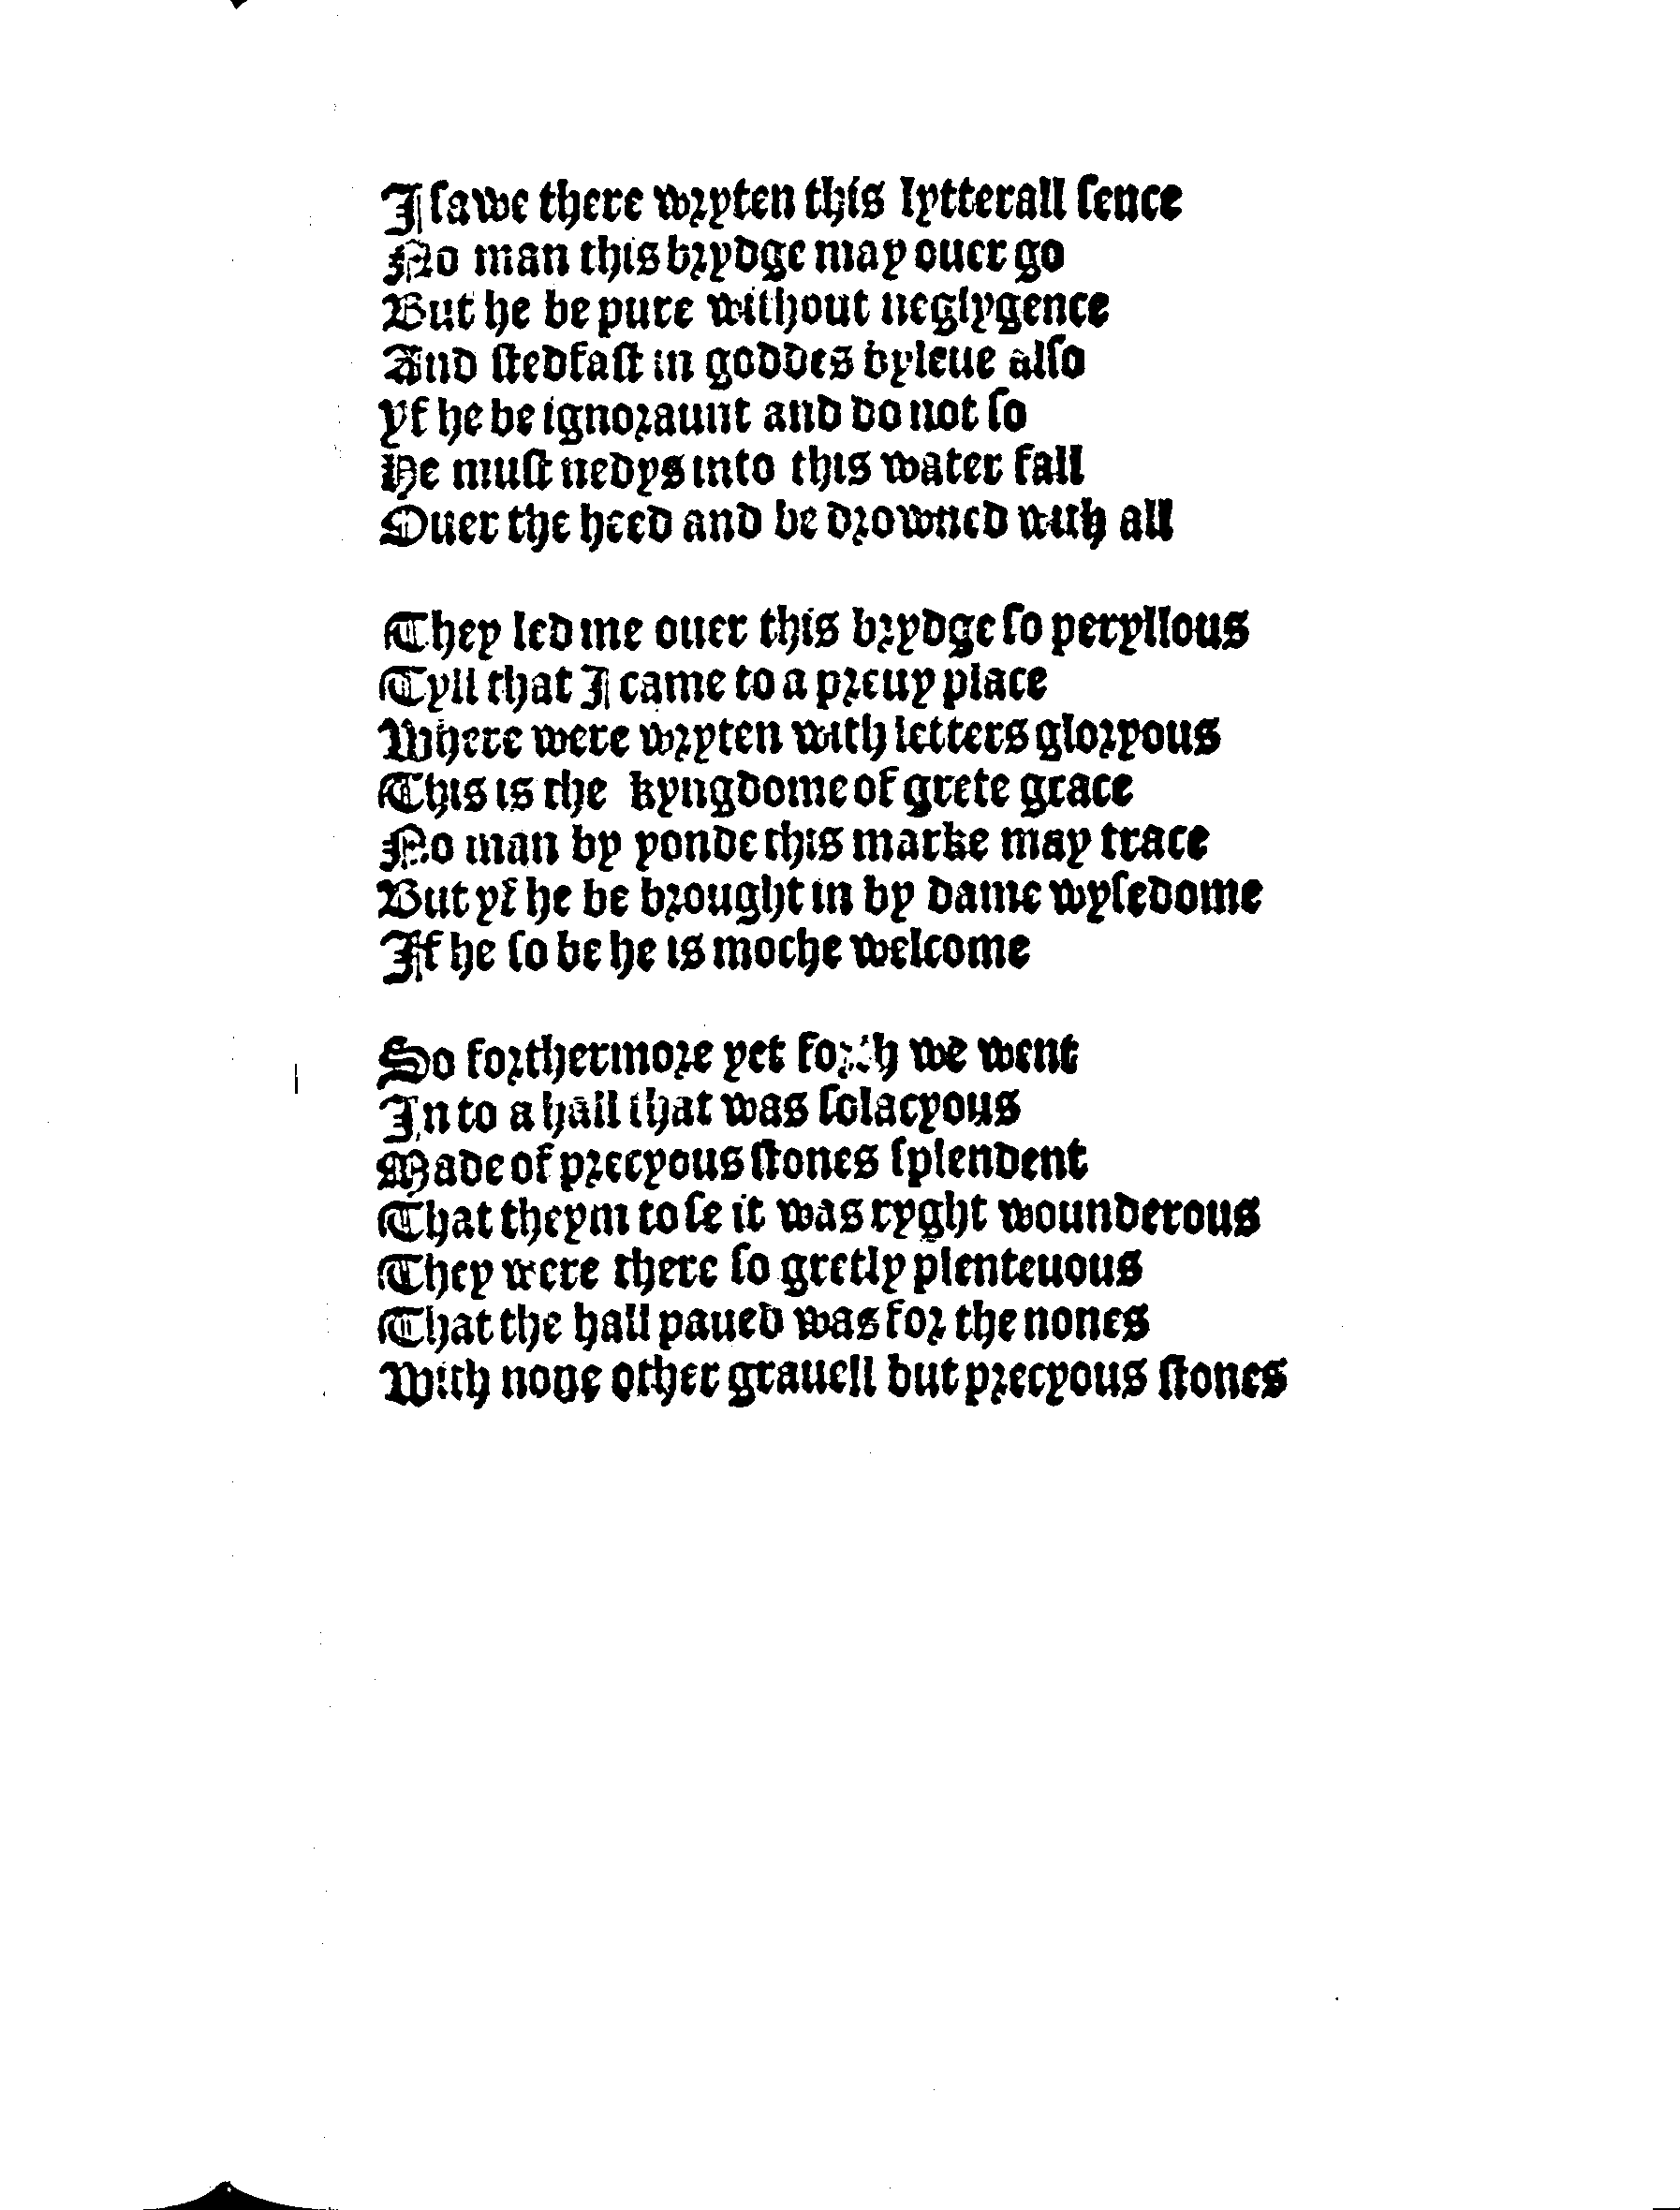 I ſawe there wryten this lytterall ſence
No man this brydge may ouer go
But he be pure without neglygence
And ſtedfaſt in goddes byleue alſo
Yf he be ignoraunt and do not ſo
He muſt nedys into this water fall
Ouer the heed and be drowned with all
They led me ouer this brydge ſo peryllous
Tyll that I came to a preuy place
Where were wryten with letters gloryous
This is the kyngdome of grete grace
No man by yonde this marke may trace
But yf he be brought in by dame wyſedome
If he ſo be he is moche welcome
So forthermore yet forth we went
In to a hall that was ſolacyous
Made of precyous ſtones ſplendent
That theym to ſe it was ryght wounderous
They were there ſo gretly plenteuous
That the hall paued was for the nones
With none other grauell but precyous ſtones